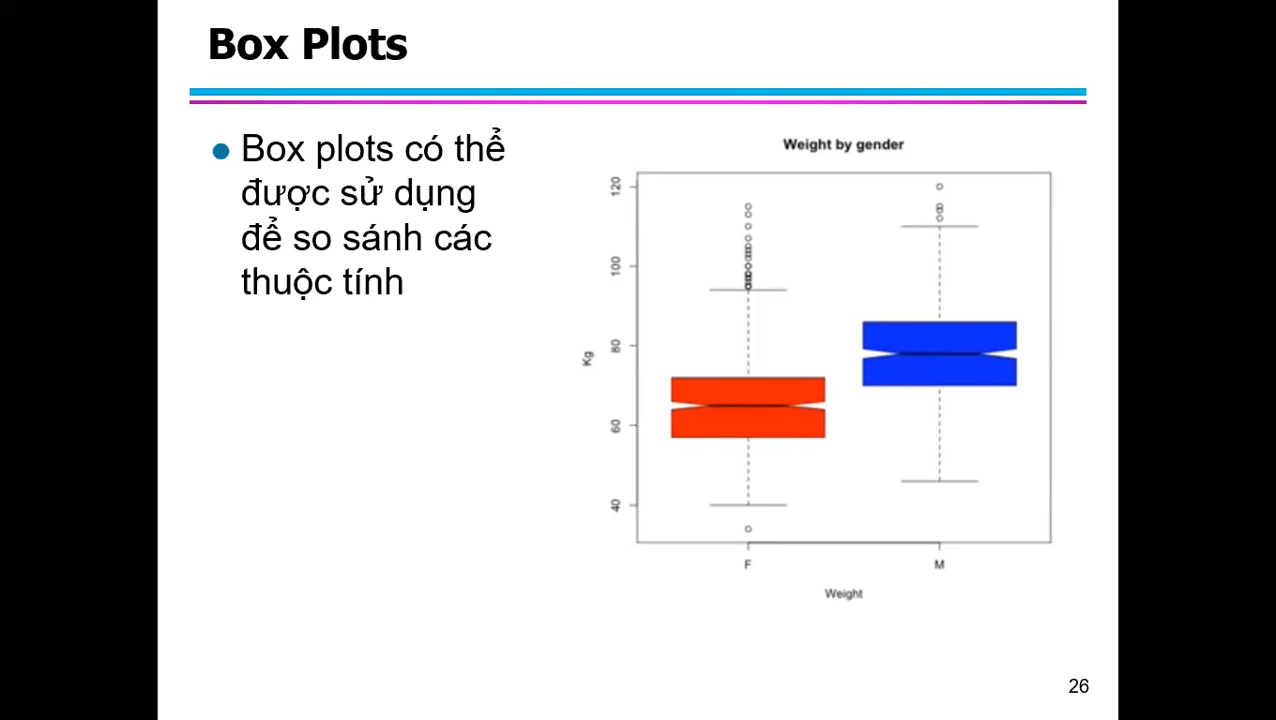 Box Plots
Box plots có thể
được sử dụng
để so sánh các
thuộc tính
Weight by gender
120
100
80
60
40
Kg
F
M
Weight
26